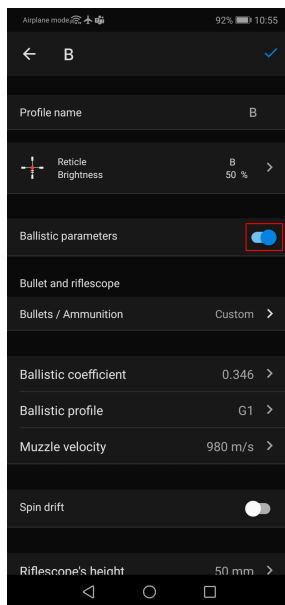 Airplane mode 92% 10:55
B
Profile name B
Reticle B
Brightness 50 %
Ballistic parameters
Bullet and riflescope
Bullets / Ammunition Custom
Ballistic coefficient 0.346
Ballistic profile G1
Muzzle velocity 980 m/s
Spin drift
Riflescope's height 50 mm